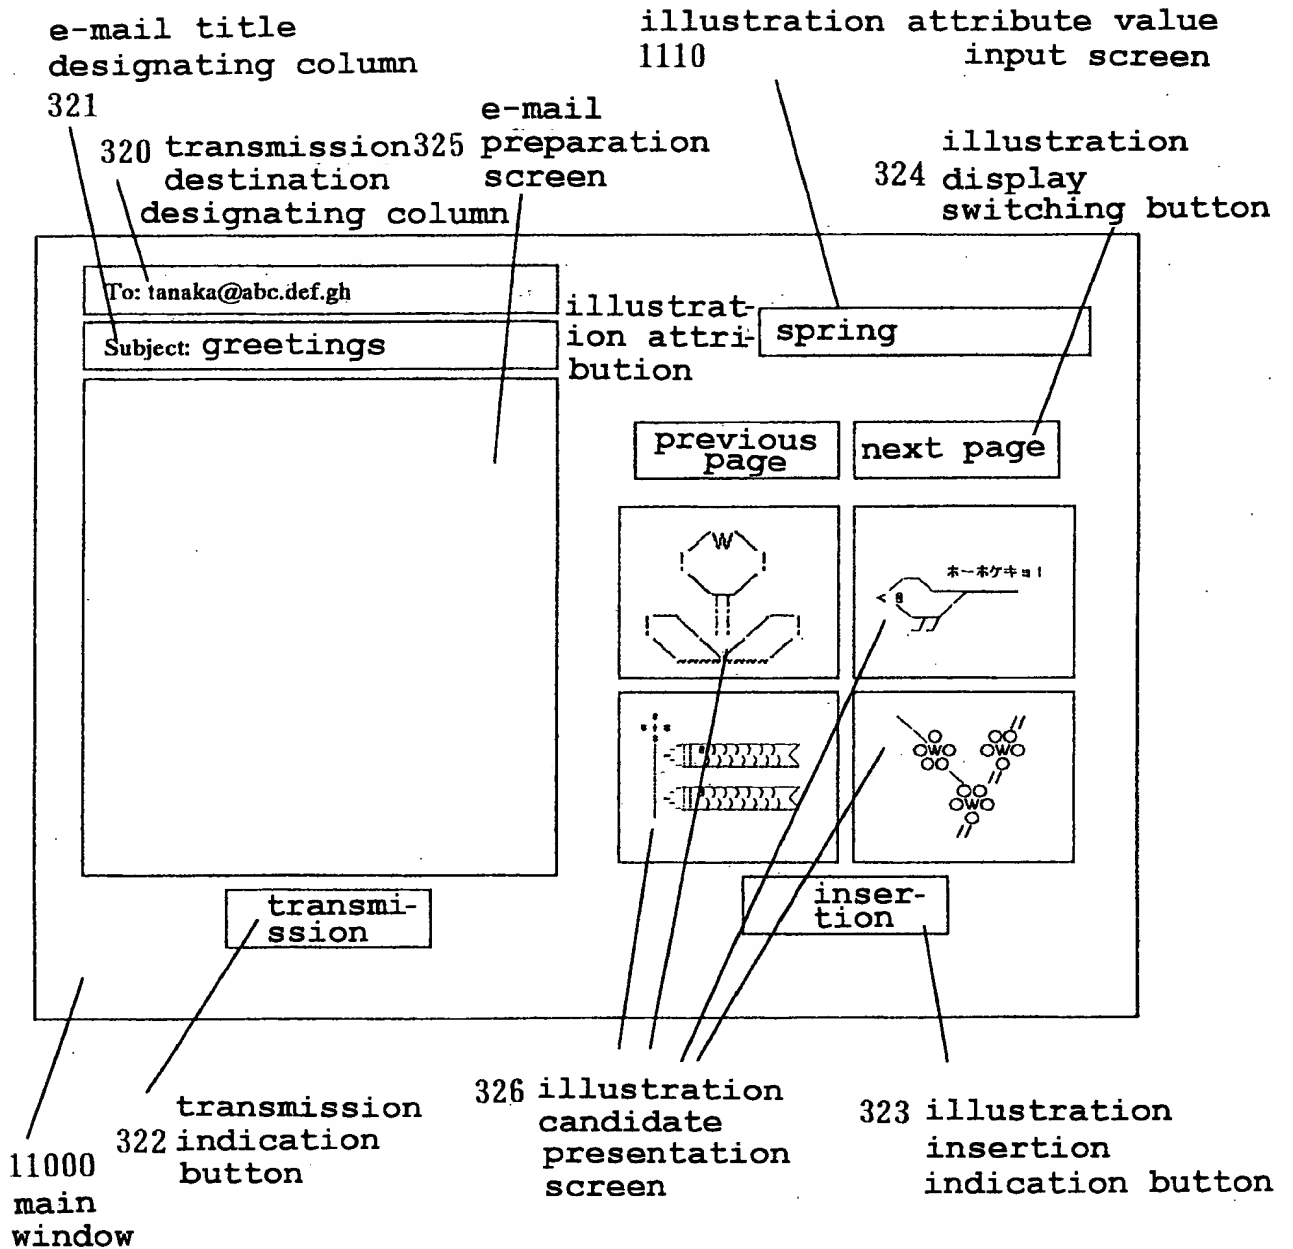 e-mail title
designating column
321
illustration attribute value
1110 input screen
320 transmission
destination
designating column
325 e-mail
preparation
screen
illustration
324 display
switching button
To: tanaka@abc.def.gh
Subject: greetings
illustrat-
ion attri-
bution
spring
previous
page
next page
W
ホーホケキョ!
<
W
W
W
transmi-
ssion
inser-
tion
11000
main
window
transmission
322 indication
button
326 illustration
candidate
presentation
screen
323 illustration
insertion
indication button